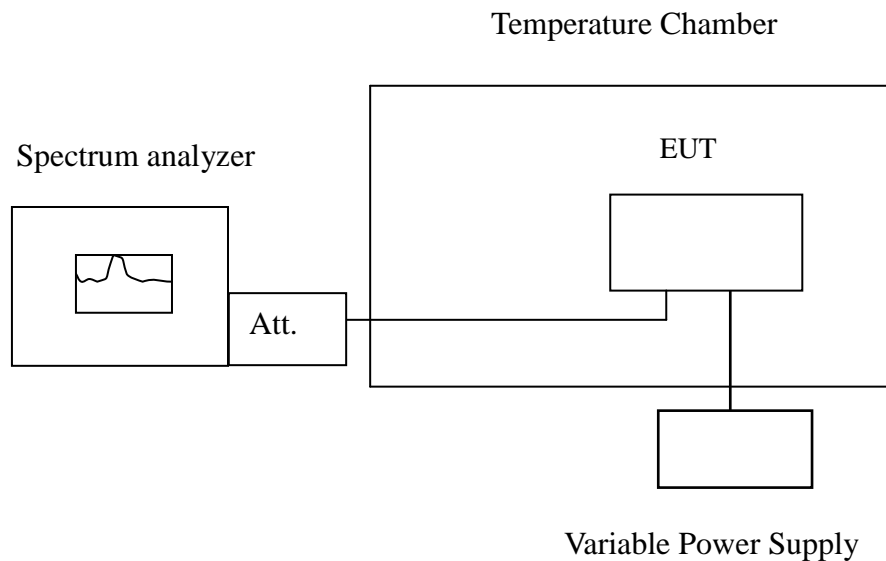 Temperature Chamber
Spectrum analyzer
EUT
Att.
Variable Power Supply